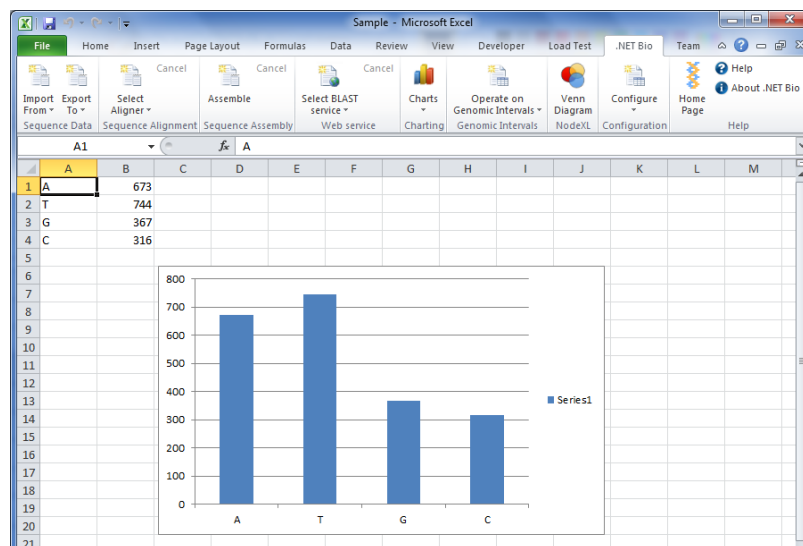 Sample - Microsoft Excel
File Home Insert Page Layout Formulas Data Review View Developer Load Test .NET Bio Team
Import From Export To Select Aligner Cancel Assemble Cancel Select BLAST service Cancel Charts Operate on Genomic Intervals Venn Diagram Configure Home Page Help
About .NET Bio
Sequence Data Sequence Alignment Sequence Assembly Web service Charting Genomic Intervals NodeXL Configuration Help
A1 fx A
A B C D E F G H I J K L M
1 A 673
2 T 744
3 G 367
4 C 316
5
6
7
8
9
10
11
12
13
14
15
16
17
18
19
20
21
800
700
600
500
400
300
200
100
0
A T G C
Series1